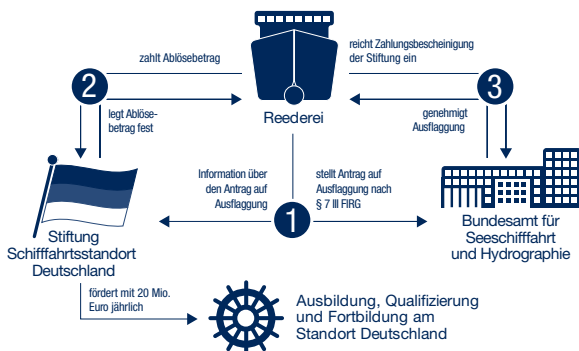 zahlt Ablösebetrag
reicht Zahlungsbescheinigung
der Stiftung ein
2
3
legt Ablöse-
betrag fest
genehmigt
Ausflaggung
Reederei
Information über
den Antrag auf
Ausflaggung
stellt Antrag auf
Ausflaggung nach
§ 7 III FlRG
1
Stiftung
Schifffahrtsstandort
Deutschland
Bundesamt für
Seeschifffahrt
und Hydrographie
fördert mit 20 Mio.
Euro jährlich
Ausbildung, Qualifizierung
und Fortbildung am
Standort Deutschland